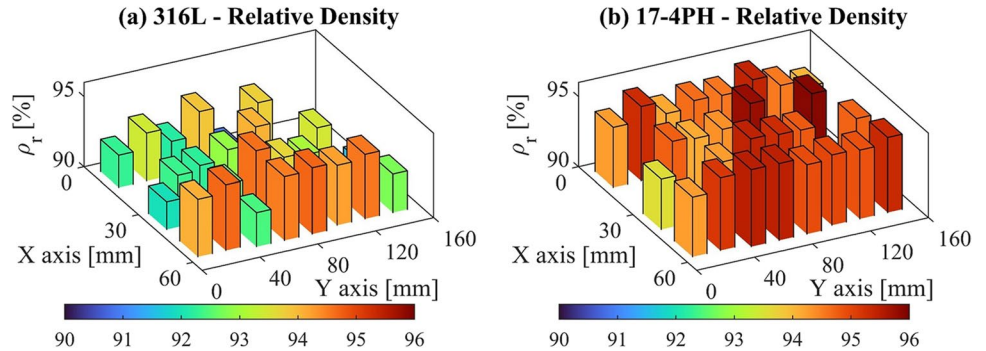 (a) 316L - Relative Density
95
90
ρr [%]
0
30
60
X axis [mm]
0
40
80
120
160
Y axis [mm]
90 91 92 93 94 95 96
(b) 17-4PH - Relative Density
95
90
ρr [%]
0
30
60
X axis [mm]
0
40
80
120
160
Y axis [mm]
90 91 92 93 94 95 96